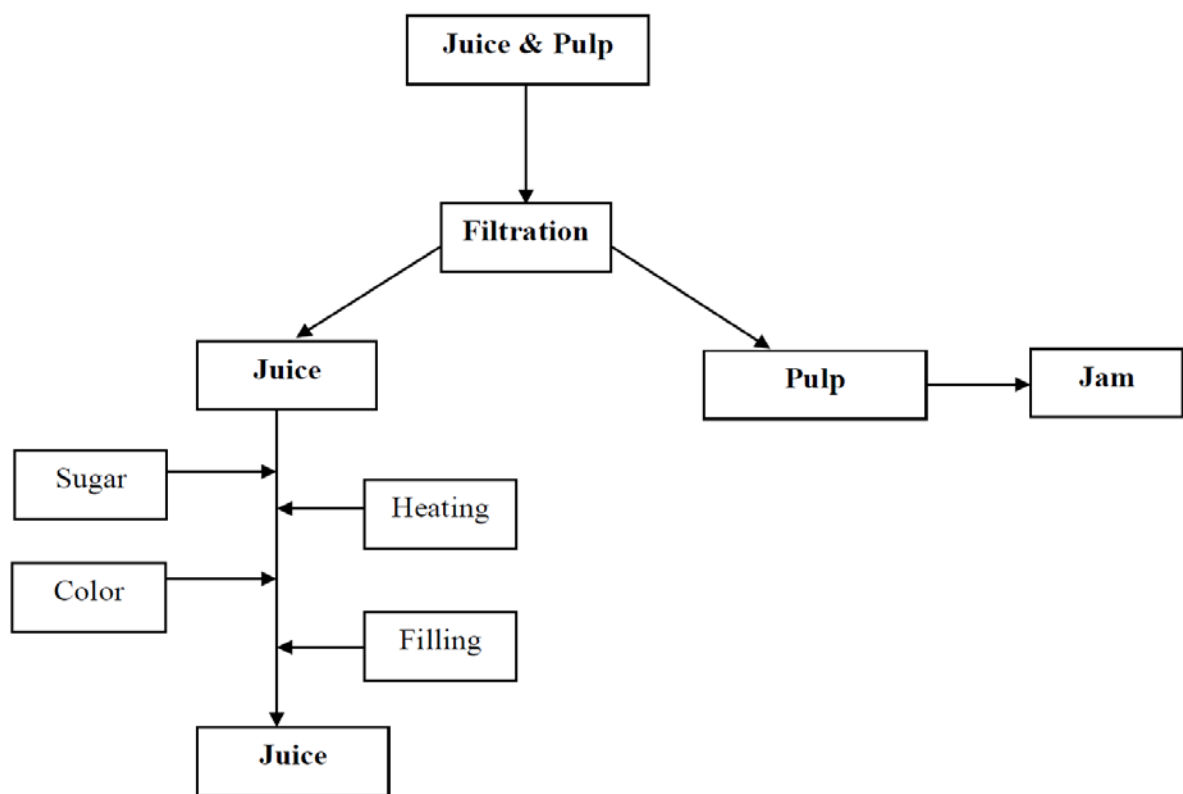 Juice & Pulp
Filtration
Juice
Pulp
Jam
Sugar
Heating
Color
Filling
Juice